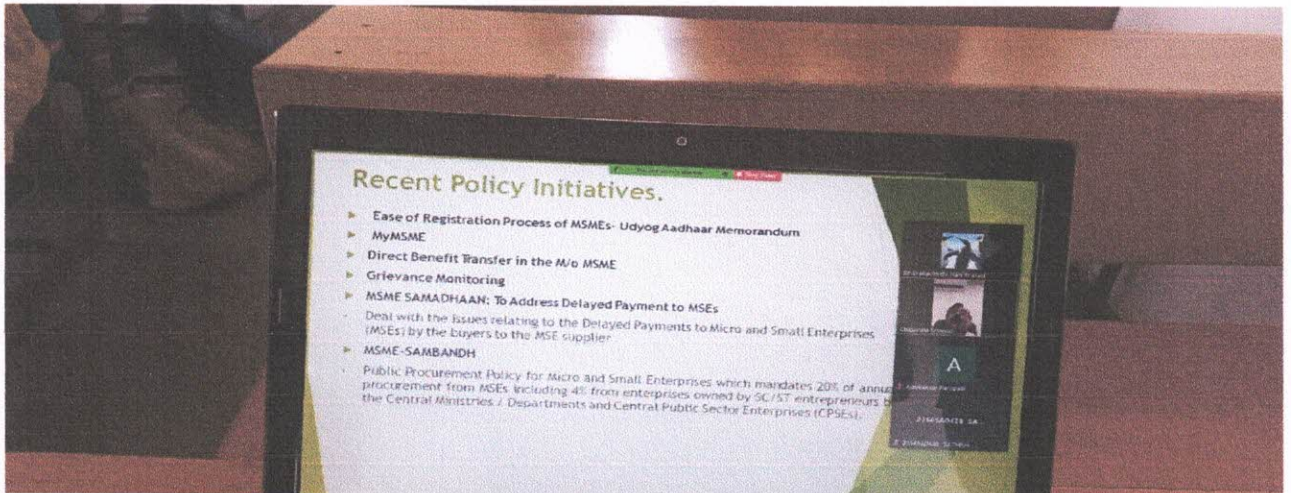 Recent Policy Initiatives.
Ease of Registration Process of MSMEs- Udyog Aadhaar Memorandum
MyMSME
Direct Benefit Transfer in the M/o MSME
Grievance Monitoring
MSME SAMADHAAN: To Address Delayed Payment to MSEs
Deal with the issues relating to the Delayed Payments to Micro and Small Enterprises
(MSEs) by the buyers to the MSE supplier
MSME-SAMBANDH
Public Procurement Policy for Micro and Small Enterprises which mandates 20% of
procurement from MSEs including 4% from enterprises owned by SC/ST entrepreneurs
the Central Ministries / Departments and Central Public Sector Enterprises (CPSEs).
A